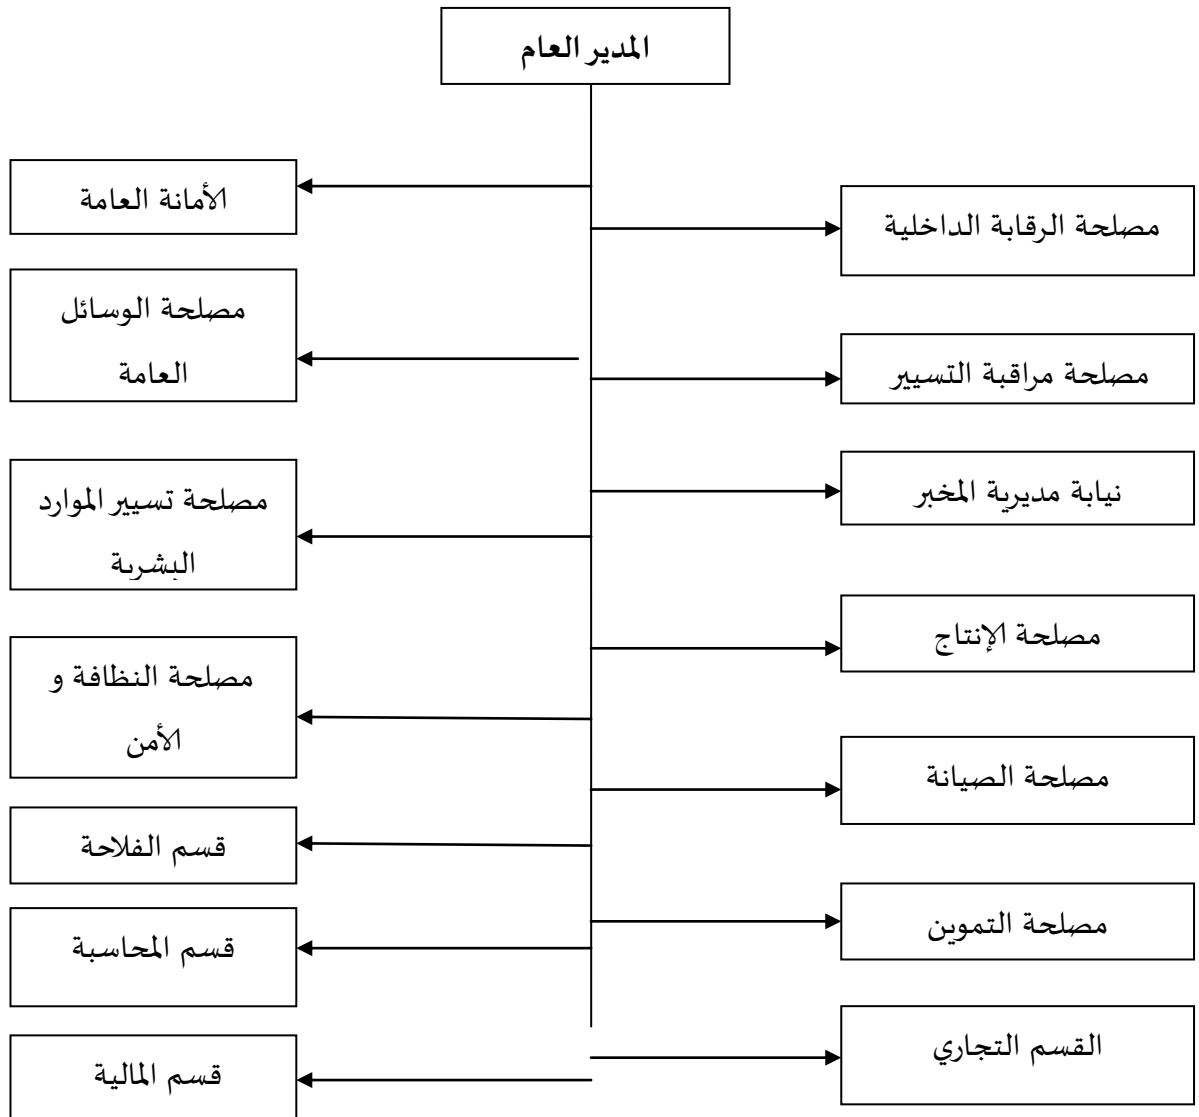 المدير العام
الأمانة العامة
مصلحة الرقابة الداخلية
مصلحة الوسائل
العامة
مصلحة مراقبة التسيير
مصلحة تسيير الموارد
البشرية
نيابة مديرية المخبر
مصلحة الإنتاج
مصلحة النظافة و
الأمن
مصلحة الصيانة
قسم الفلاحة
مصلحة التموين
قسم المحاسبة
القسم التجاري
قسم المالية